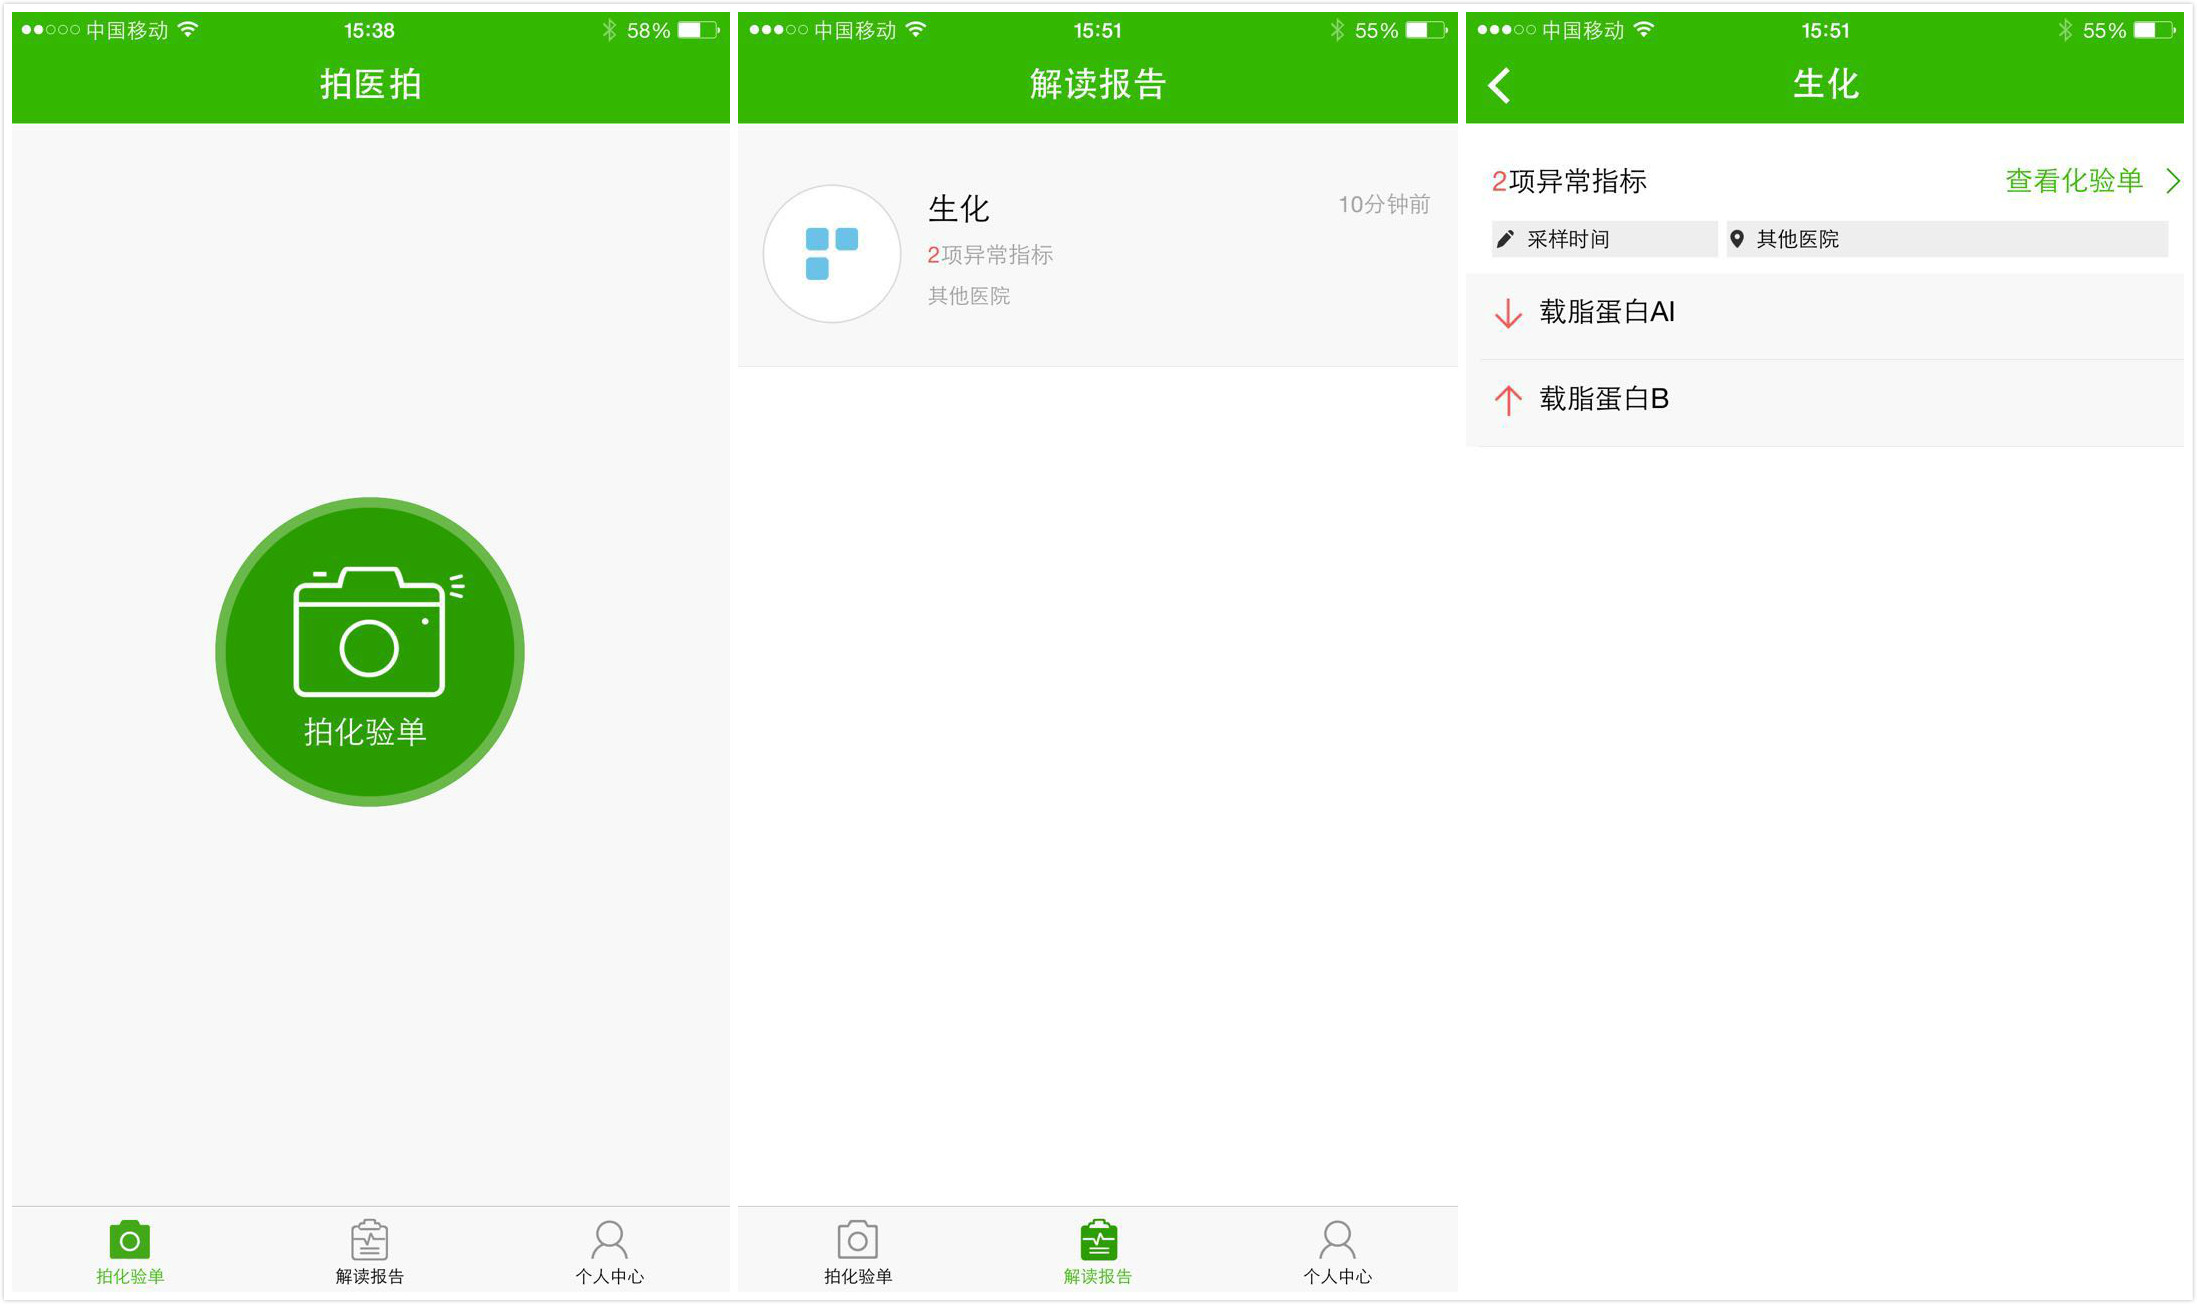 中国移动 15:38 58%
拍医拍
拍化验单
拍化验单 解读报告 个人中心
中国移动 15:51 55%
解读报告
生化 10分钟前
2项异常指标
其他医院
拍化验单 解读报告 个人中心
中国移动 15:51 55%
生化
2项异常指标 查看化验单
采样时间 其他医院
载脂蛋白AI
载脂蛋白B